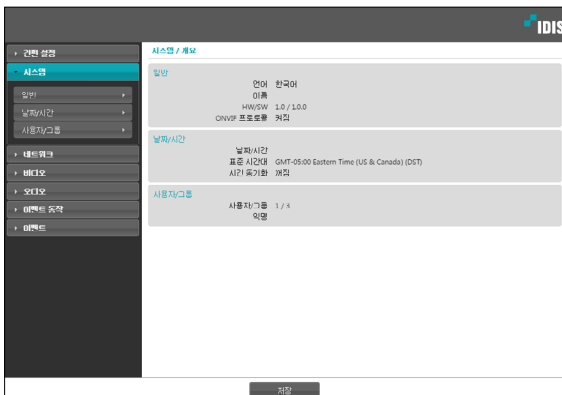 IDIS
간편 설정
시스템
일반
날짜/시간
사용자/그룹
네트워크
비디오
오디오
이벤트 동작
이벤트
시스템 / 개요
일반
언어 한국어
이름
HW/SW 1.0 / 1.0.0
ONVIF 프로토콜 켜짐
날짜/시간
날짜/시간
표준 시간대 GMT-05:00 Eastern Time (US & Canada) (DST)
시간 동기화 꺼짐
사용자/그룹
사용자/그룹 1 / 3
익명
저장